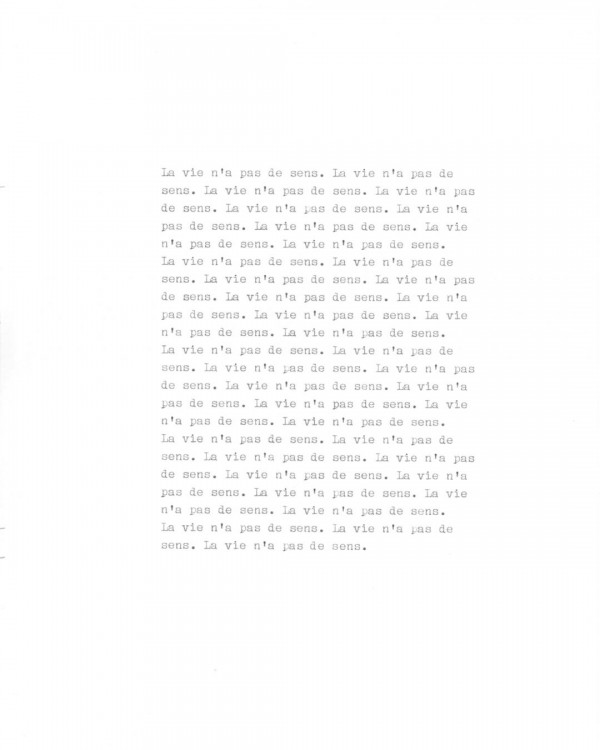 La vie n'a pas de sens. La vie n'a pas de
sens. La vie n'a pas de sens. La vie n'a pas
de sens. La vie n'a pas de sens. La vie n'a
pas de sens. La vie n'a pas de sens. La vie
n'a pas de sens. La vie n'a pas de sens.
La vie n'a pas de sens. La vie n'a pas de
sens. La vie n'a pas de sens. La vie n'a pas
de sens. La vie n'a pas de sens. La vie n'a
pas de sens. La vie n'a pas de sens. La vie
n'a pas de sens. La vie n'a pas de sens.
La vie n'a pas de sens. La vie n'a pas de
sens. La vie n'a pas de sens. La vie n'a pas
de sens. La vie n'a pas de sens. La vie n'a
pas de sens. La vie n'a pas de sens. La vie
n'a pas de sens. La vie n'a pas de sens.
La vie n'a pas de sens. La vie n'a pas de
sens. La vie n'a pas de sens. La vie n'a pas
de sens. La vie n'a pas de sens. La vie n'a
pas de sens. La vie n'a pas de sens. La vie
n'a pas de sens. La vie n'a pas de sens.
La vie n'a pas de sens. La vie n'a pas de
sens. La vie n'a pas de sens.